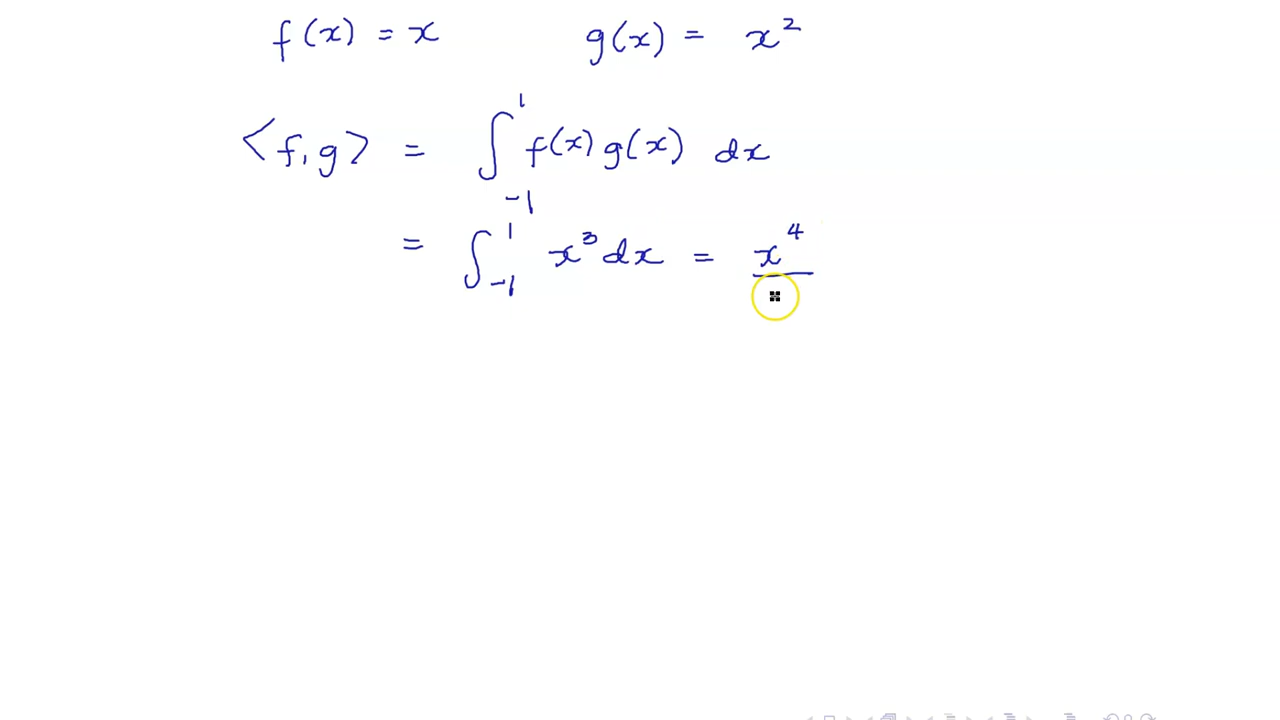 f(x) = x g(x) = x²
<f,g> = ∫₋₁¹ f(x) g(x) dx
= ∫₋₁¹ x³ dx = x⁴/